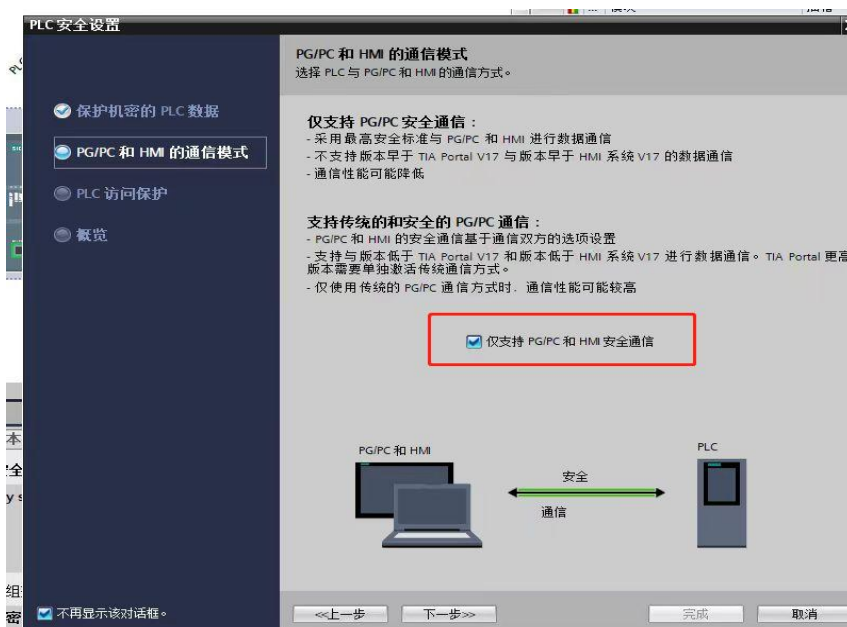 PLC 安全设置
PG/PC 和 HMI 的通信模式
选择 PLC 与 PG/PC 和 HMI 的通信方式。
保护机密的 PLC 数据
PG/PC 和 HMI 的通信模式
PLC 访问保护
概览
仅支持 PG/PC 安全通信：
- 采用最高安全标准与 PG/PC 和 HMI 进行数据通信
- 不支持版本早于 TIA Portal V17 与版本早于 HMI 系统 V17 的数据通信
- 通信性能可能降低
支持传统的和安全的 PG/PC 通信：
- PG/PC 和 HMI 的安全通信基于通信双方的选项设置
- 支持与版本低于 TIA Portal V17 和版本低于 HMI 系统 V17 进行数据通信。TIA Portal 更高
版本需要单独激活传统通信方式。
- 仅使用传统的 PG/PC 通信方式时. 通信性能可能较高
仅支持 PG/PC 和 HMI 安全通信
PG/PC 和 HMI
PLC
安全
通信
本
全
y s
组
密
不再显示该对话框。
<<上一步
下一步>>
完成
取消